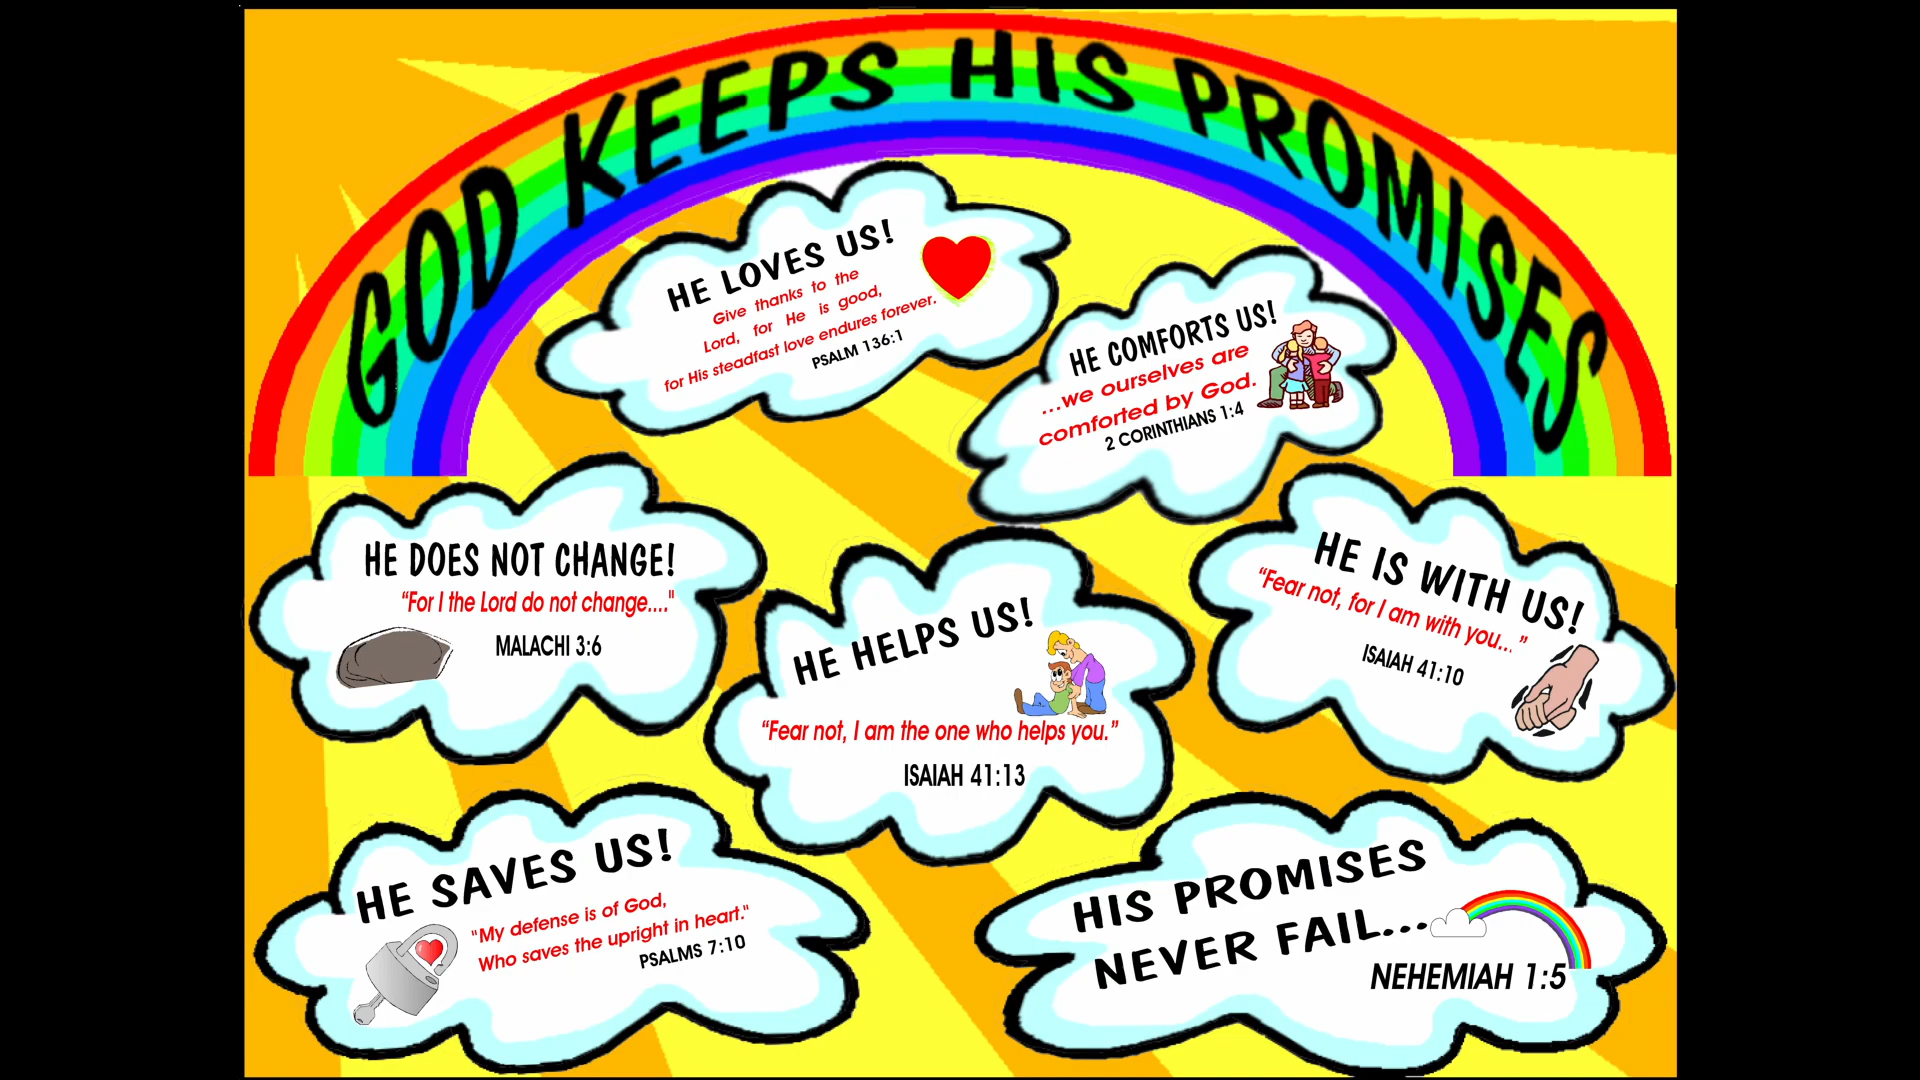 GOD KEEPS HIS PROMISES
HE LOVES US!
Give thanks to the
Lord, for He is good,
for His steadfast love endures forever.
PSALM 136:1
HE COMFORTS US!
...we ourselves are
comforted by God.
2 CORINTHIANS 1:4
HE DOES NOT CHANGE!
“For I the Lord do not change...."
MALACHI 3:6
HE HELPS US!
“Fear not, I am the one who helps you.”
ISAIAH 41:13
HE IS WITH US!
“Fear not, for I am with you...”
ISAIAH 41:10
HE SAVES US!
"My defense is of God,
Who saves the upright in heart."
PSALMS 7:10
HIS PROMISES
NEVER FAIL...
NEHEMIAH 1:5